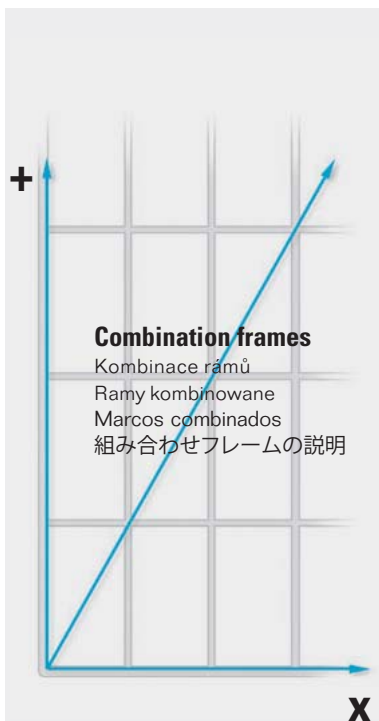 +
Combination frames
Kombinace rámů
Ramy kombinowane
Marcos combinados
組み合わせフレームの説明
x